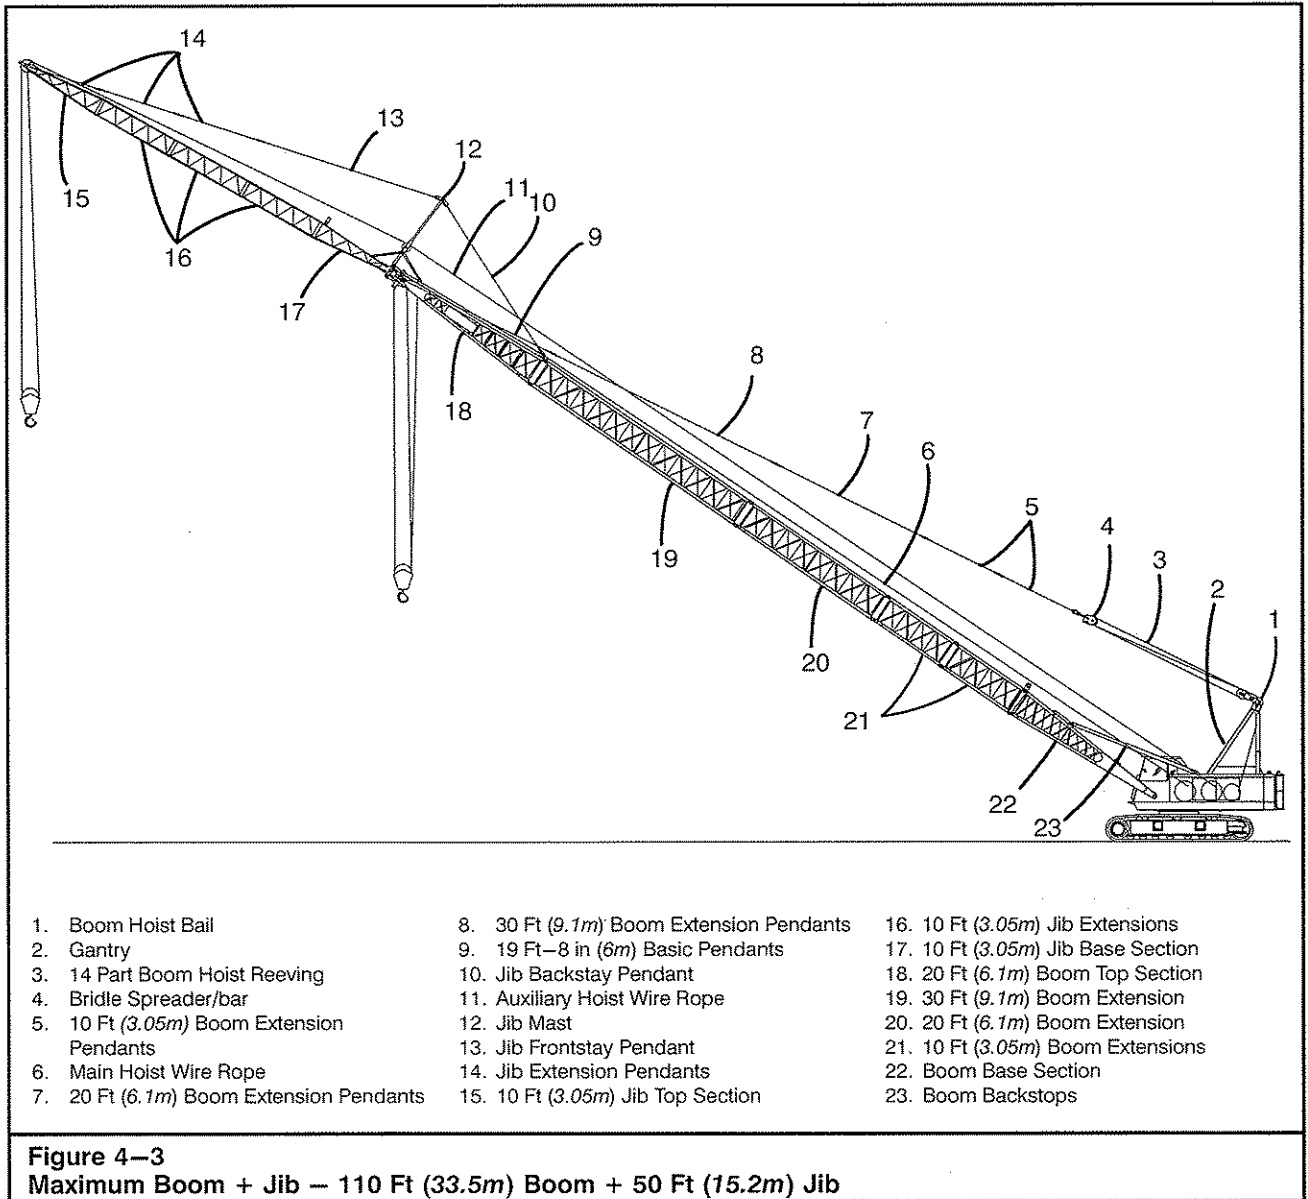 14
13
12
11
10
15
9
16
17
8
18
7
6
5
4
19
3
2
1
20
21
22
23
1. Boom Hoist Bail
2. Gantry
3. 14 Part Boom Hoist Reeving
4. Bridle Spreader/bar
5. 10 Ft (3.05m) Boom Extension
Pendants
6. Main Hoist Wire Rope
7. 20 Ft (6.1m) Boom Extension Pendants
8. 30 Ft (9.1m) Boom Extension Pendants
9. 19 Ft–8 in (6m) Basic Pendants
10. Jib Backstay Pendant
11. Auxiliary Hoist Wire Rope
12. Jib Mast
13. Jib Frontstay Pendant
14. Jib Extension Pendants
15. 10 Ft (3.05m) Jib Top Section
16. 10 Ft (3.05m) Jib Extensions
17. 10 Ft (3.05m) Jib Base Section
18. 20 Ft (6.1m) Boom Top Section
19. 30 Ft (9.1m) Boom Extension
20. 20 Ft (6.1m) Boom Extension
21. 10 Ft (3.05m) Boom Extensions
22. Boom Base Section
23. Boom Backstops
Figure 4–3
Maximum Boom + Jib – 110 Ft (33.5m) Boom + 50 Ft (15.2m) Jib